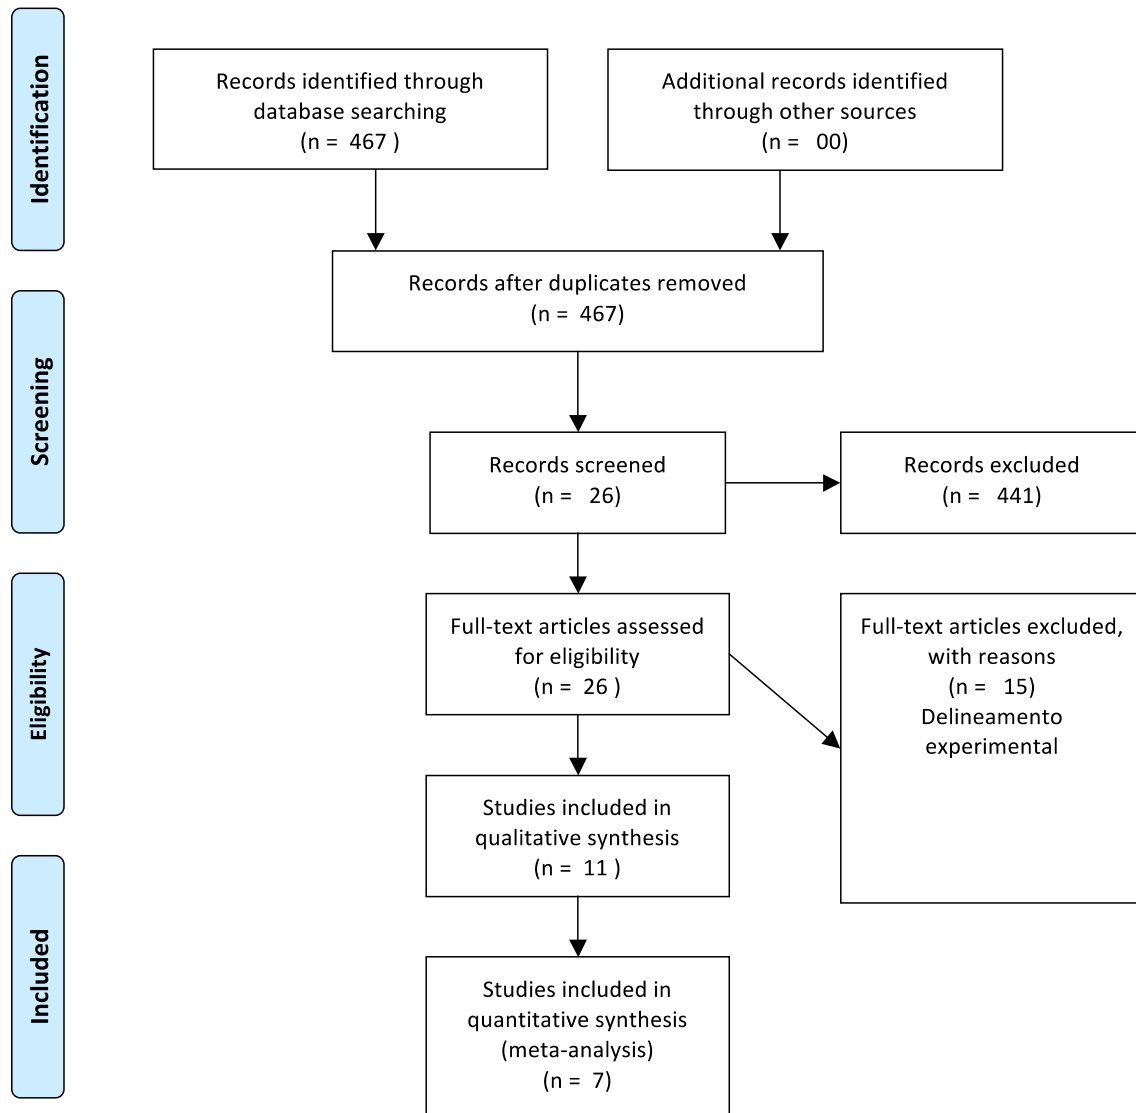 Identification
Records identified through
database searching
(n = 467 )
Additional records identified
through other sources
(n = 00)
Records after duplicates removed
(n = 467)
Screening
Records screened
(n = 26)
Records excluded
(n = 441)
Eligibility
Full-text articles assessed
for eligibility
(n = 26 )
Full-text articles excluded,
with reasons
(n = 15)
Delineamento
experimental
Studies included in
qualitative synthesis
(n = 11 )
Included
Studies included in
quantitative synthesis
(meta-analysis)
(n = 7)